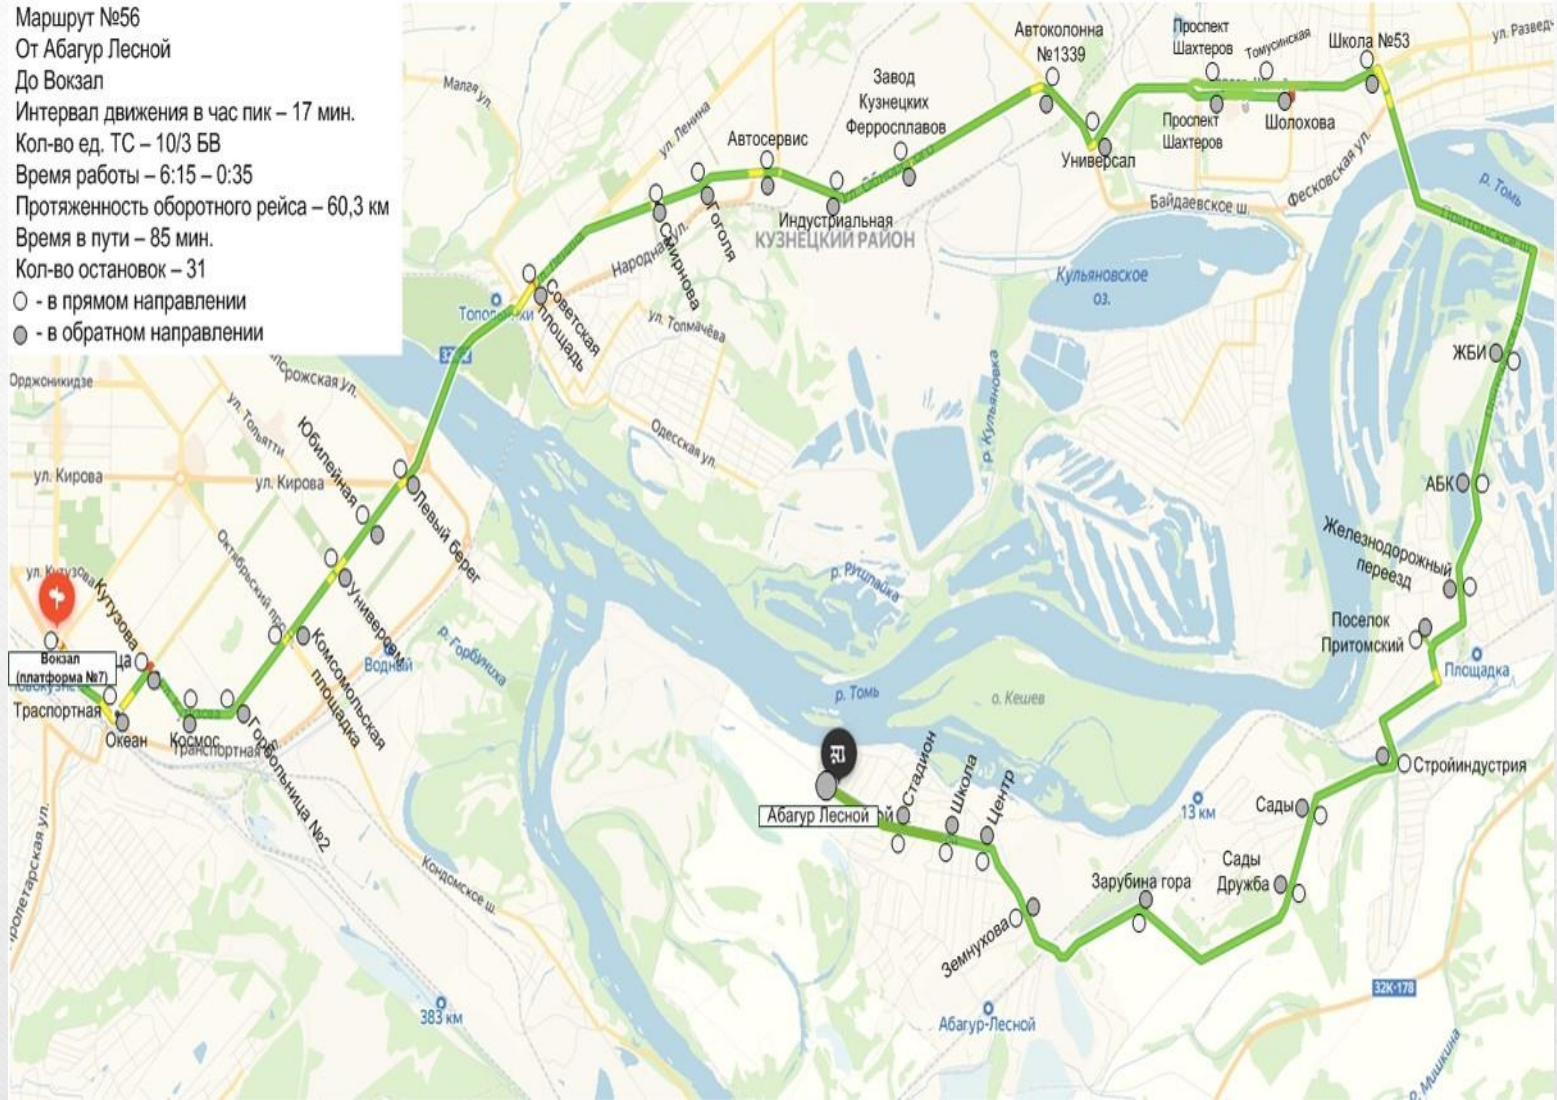 Маршрут №56
От Абагур Лесной
До Вокзал
Интервал движения в час пик – 17 мин.
Кол-во ед. ТС – 10/3 БВ
Время работы – 6:15 – 0:35
Протяженность оборотного рейса – 60,3 км
Время в пути – 85 мин.
Кол-во остановок – 31
- в прямом направлении
- в обратном направлении
Автоколонна
№1339
Проспект
Шахтеров
Томусинская
Школа №53
ул. Развед
Малга ул.
ул. Ленина
Автосервис
Завод
Кузнецких
Ферросплавов
Универсал
Проспект
Шахтеров
Шолохова
Фесковская ул.
р. Томь
Байдаевское ш.
Индустриальная
КУЗНЕЦКИЙ РАЙОН
Гоголя
Смирнова
Народная ул.
Советская
площадь
ул. Толмачёва
Кульяновское
оз.
р. Кульяновка
Одесская ул.
ЖБИ
АБК
Железнодорожный
переезд
Поселок
Притомский
Площадка
Стройиндустрия
Сады
Сады
Дружба
Зарубина гора
13 км
32К-178
р. Мишкина
Орджоникидзе
ул. Тольятти
ул. Кирова
ул. Кирова
Юбилейная
Левый берег
Октябрьский пр.
Универсам
Комсомольская
площадка
р. Горбуниха
Водный
ул. Кутузова
Кутузова
Вокзал
(платформа №7)
Траспортная
Океан
Космос
Транспортная
Горбольница №2
Кондомское ш.
383 км
р. Рушпайка
р. Томь
о. Кешев
Абагур Лесной
ой
Стадион
Школа
Центр
Земнухова
Абагур-Лесной